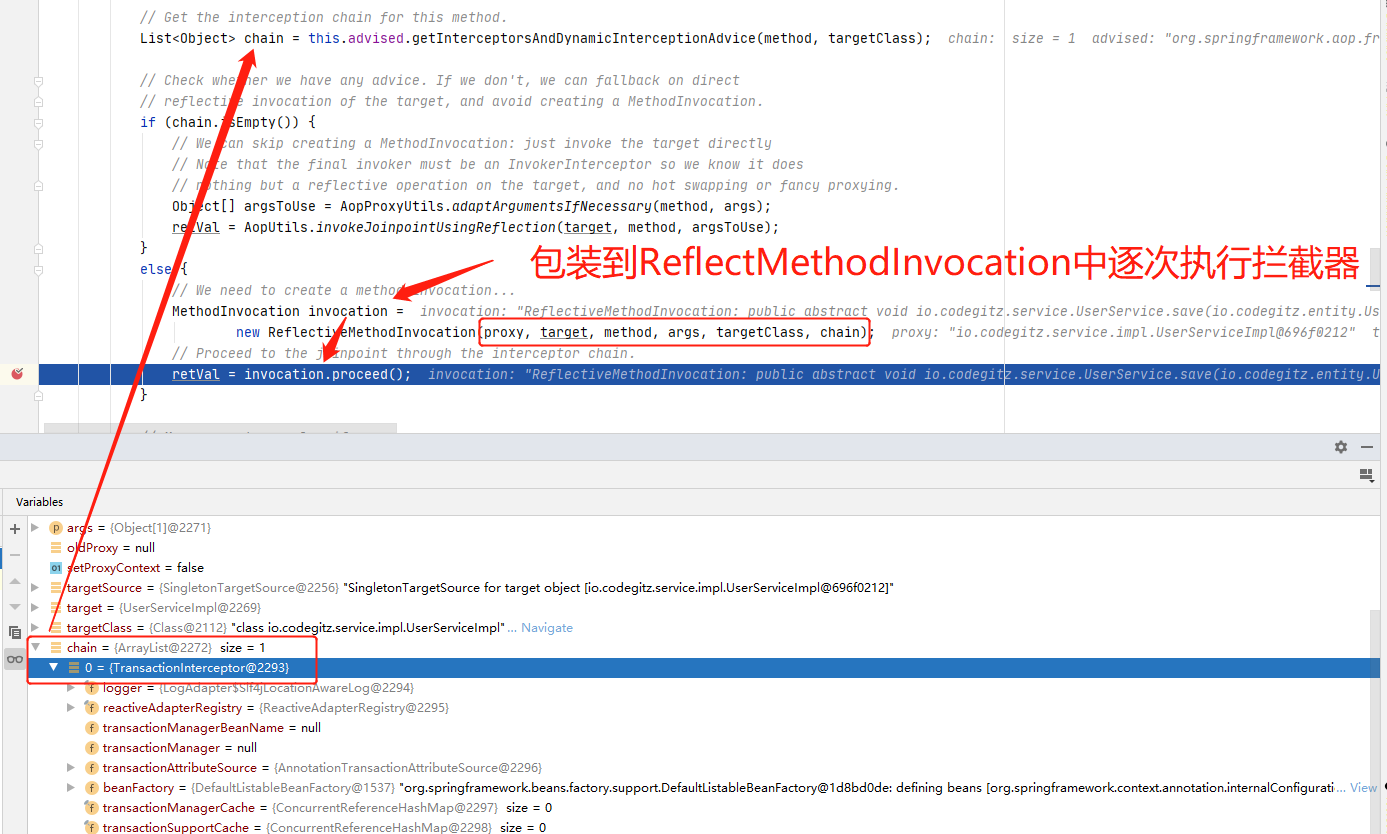 // Get the interception chain for this method.
List<Object> chain = this.advised.getInterceptorsAndDynamicInterceptionAdvice(method, targetClass); chain: size = 1 advised: "org.springframework.aop.fr
// Check whether we have any advice. If we don't, we can fallback on direct
// reflective invocation of the target, and avoid creating a MethodInvocation.
if (chain.isEmpty()) {
// We can skip creating a MethodInvocation: just invoke the target directly
// Note that the final invoker must be an InvokerInterceptor so we know it does
// nothing but a reflective operation on the target, and no hot swapping or fancy proxying.
Object[] argsToUse = AopProxyUtils.adaptArgumentsIfNecessary(method, args);
retVal = AopUtils.invokeJoinpointUsingReflection(target, method, argsToUse);
}
包装到ReflectMethodInvocation中逐次执行拦截器
else {
// We need to create a method invocation...
MethodInvocation invocation = invocation: "ReflectiveMethodInvocation: public abstract void io.codegitz.service.UserService.save(io.codegitz.entity.Us
new ReflectiveMethodInvocation(proxy, target, method, args, targetClass, chain); proxy: "io.codegitz.service.impl.UserServiceImpl@696f0212" t
// Proceed to the joinpoint through the interceptor chain.
retVal = invocation.proceed(); invocation: "ReflectiveMethodInvocation: public abstract void io.codegitz.service.UserService.save(io.codegitz.entity.U
}
Variables
args = {Object[1]@2271}
oldProxy = null
setProxyContext = false
targetSource = {SingletonTargetSource@2256} "SingletonTargetSource for target object [io.codegitz.service.impl.UserServiceImpl@696f0212]"
target = {UserServiceImpl@2269}
targetClass = {Class@2112} "class io.codegitz.service.impl.UserServiceImpl" ... Navigate
chain = {ArrayList@2272} size = 1
0 = {TransactionInterceptor@2293}
logger = {LogAdapter$Slf4jLocationAwareLog@2294}
reactiveAdapterRegistry = {ReactiveAdapterRegistry@2295}
transactionManagerBeanName = null
transactionManager = null
transactionAttributeSource = {AnnotationTransactionAttributeSource@2296}
beanFactory = {DefaultListableBeanFactory@1537} "org.springframework.beans.factory.support.DefaultListableBeanFactory@1d8bd0de: defining beans [org.springframework.context.annotation.internalConfigurati... View
transactionManagerCache = {ConcurrentReferenceHashMap@2297} size = 0
transactionSupportCache = {ConcurrentReferenceHashMap@2298} size = 0